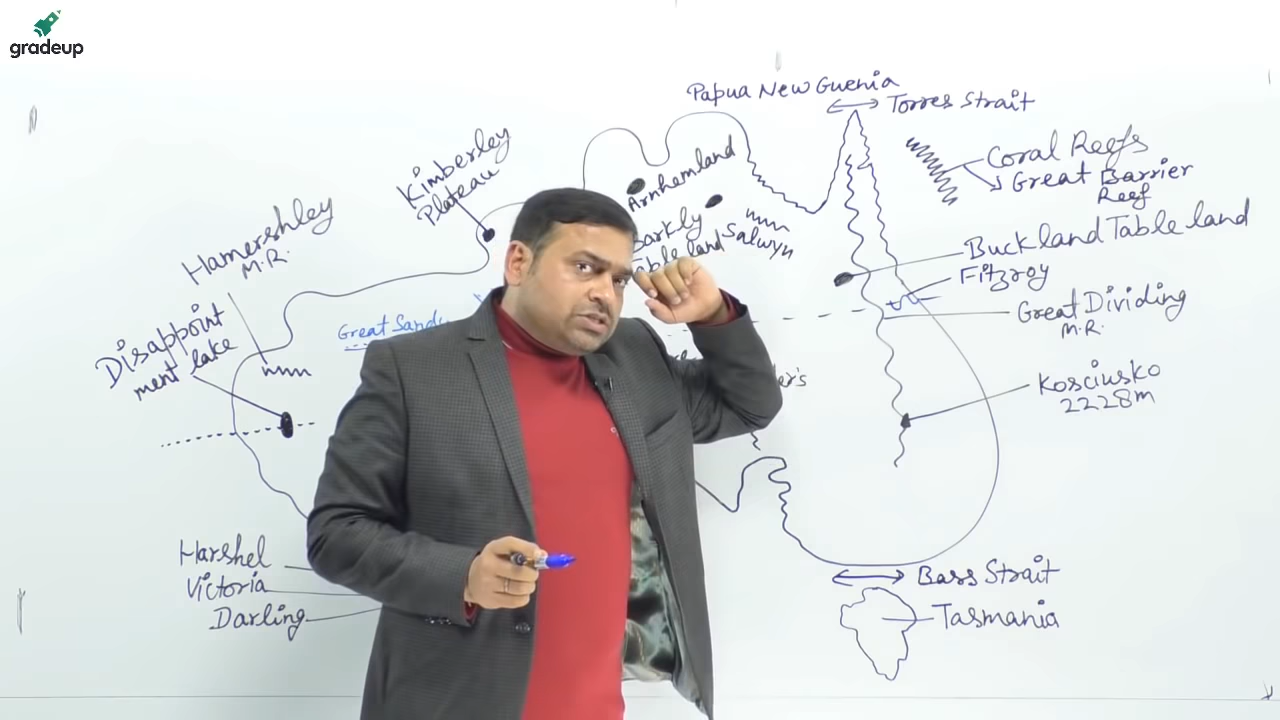 gradeup
Papua New Guenia
Torres Strait
Coral Reefs
Great Barrier
Reef
Kimberley
Plateau
Arnhemland
Salwyn
Buckland Table land
Fitzroy
Great Dividing
M.R.
Hamershley
M.R.
Disappoint
ment lake
Great
Kosciusko
2228m
Harshel
Victoria
Darling
Bass Strait
Tasmania